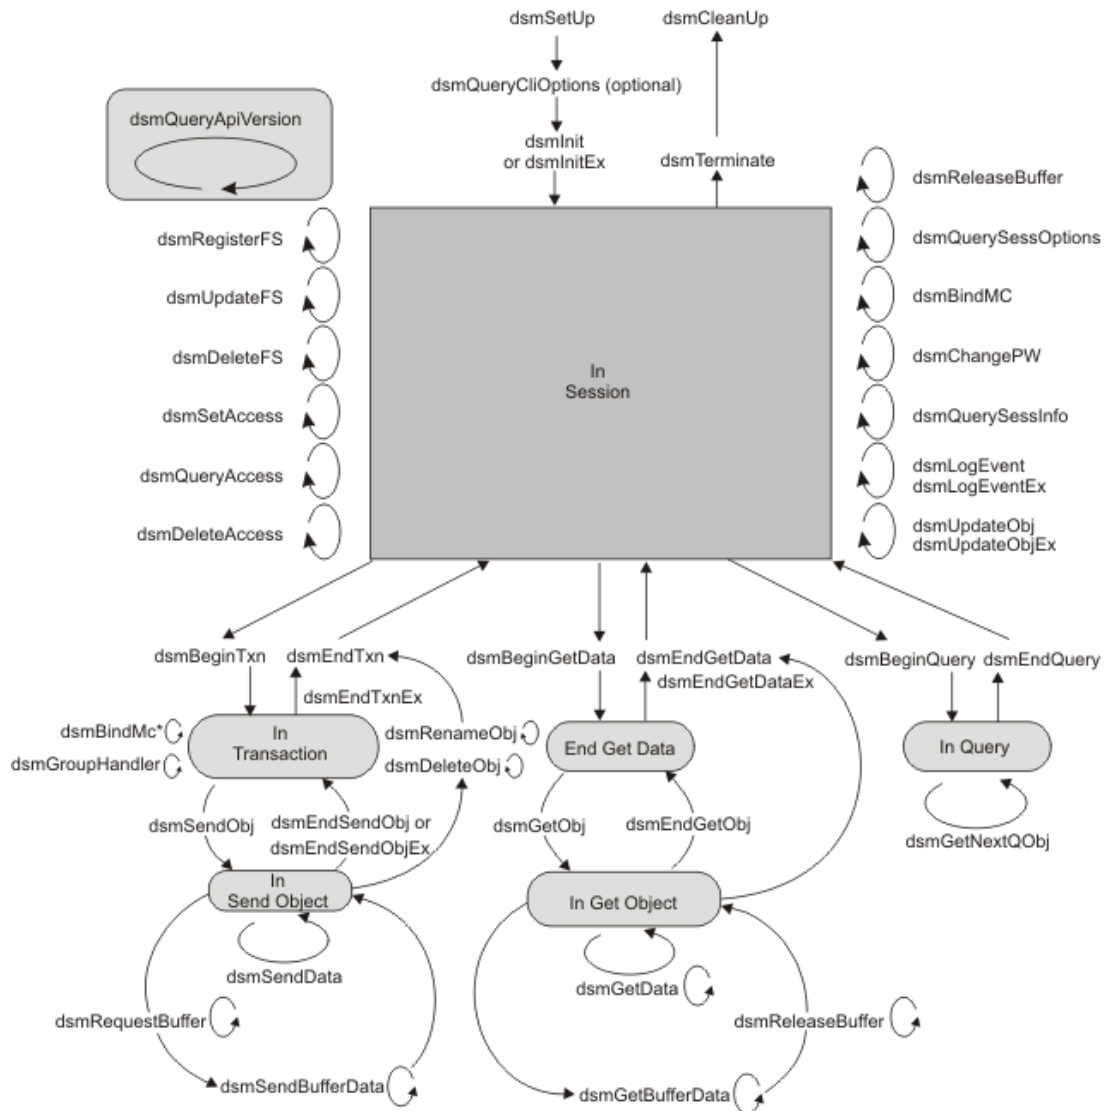 dsmSetUp
dsmCleanUp
dsmQueryCliOptions (optional)
dsmQueryApiVersion
dsmInit
or dsmInitEx
dsmTerminate
dsmReleaseBuffer
dsmRegisterFS
dsmQuerySessOptions
dsmUpdateFS
dsmBindMC
dsmDeleteFS
dsmChangePW
In
Session
dsmSetAccess
dsmQuerySessInfo
dsmQueryAccess
dsmLogEvent
dsmLogEventEx
dsmDeleteAccess
dsmUpdateObj
dsmUpdateObjEx
dsmBeginTxn
dsmEndTxn
dsmBeginGetData
dsmEndGetData
dsmBeginQuery
dsmEndQuery
dsmEndTxnEx
dsmEndGetDataEx
dsmBindMc*
In
Transaction
dsmRenameObj
End Get Data
In Query
dsmGroupHandler
dsmDeleteObj
dsmSendObj
dsmEndSendObj or
dsmEndSendObjEx
dsmGetObj
dsmEndGetObj
dsmGetNextQObj
In
Send Object
In Get Object
dsmSendData
dsmGetData
dsmRequestBuffer
dsmReleaseBuffer
dsmSendBufferData
dsmGetBufferData